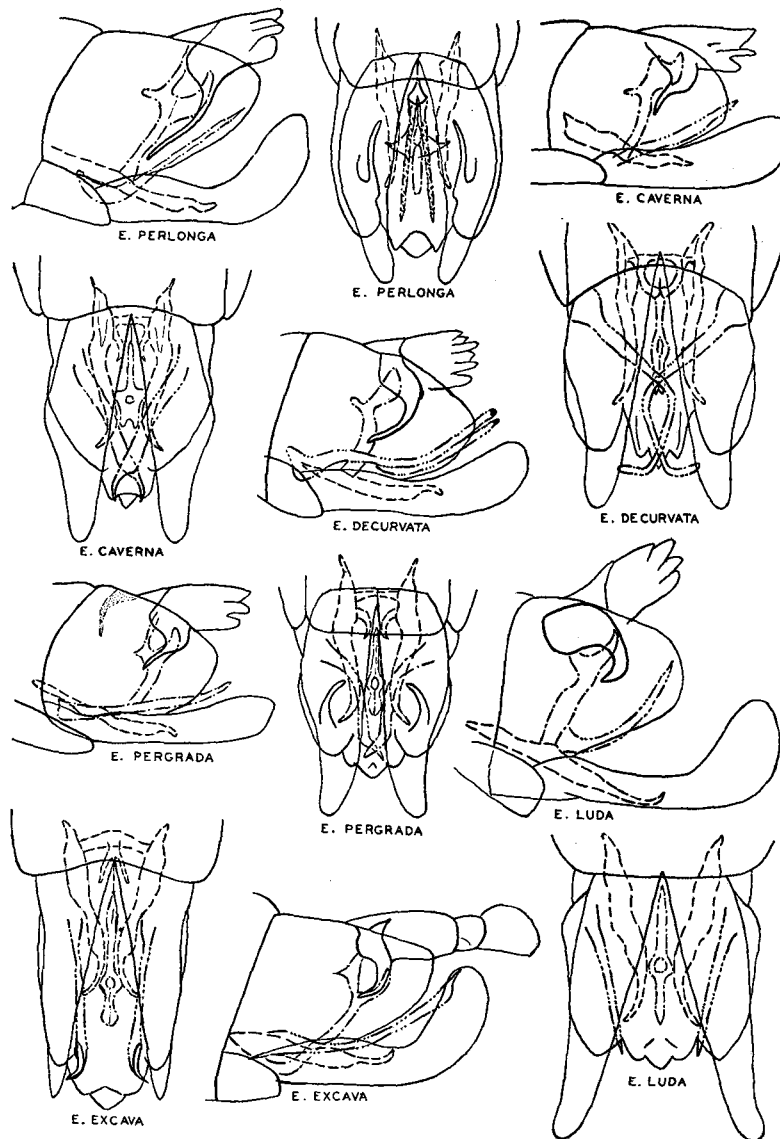 E. PERLONGA
E. PERLONGA
E. CAVERNA
E. CAVERNA
E. DECURVATA
E. DECURVATA
E. PERGRADA
E. PERGRADA
E. LUDA
E. EXCAVA
E. EXCAVA
E. LUDA